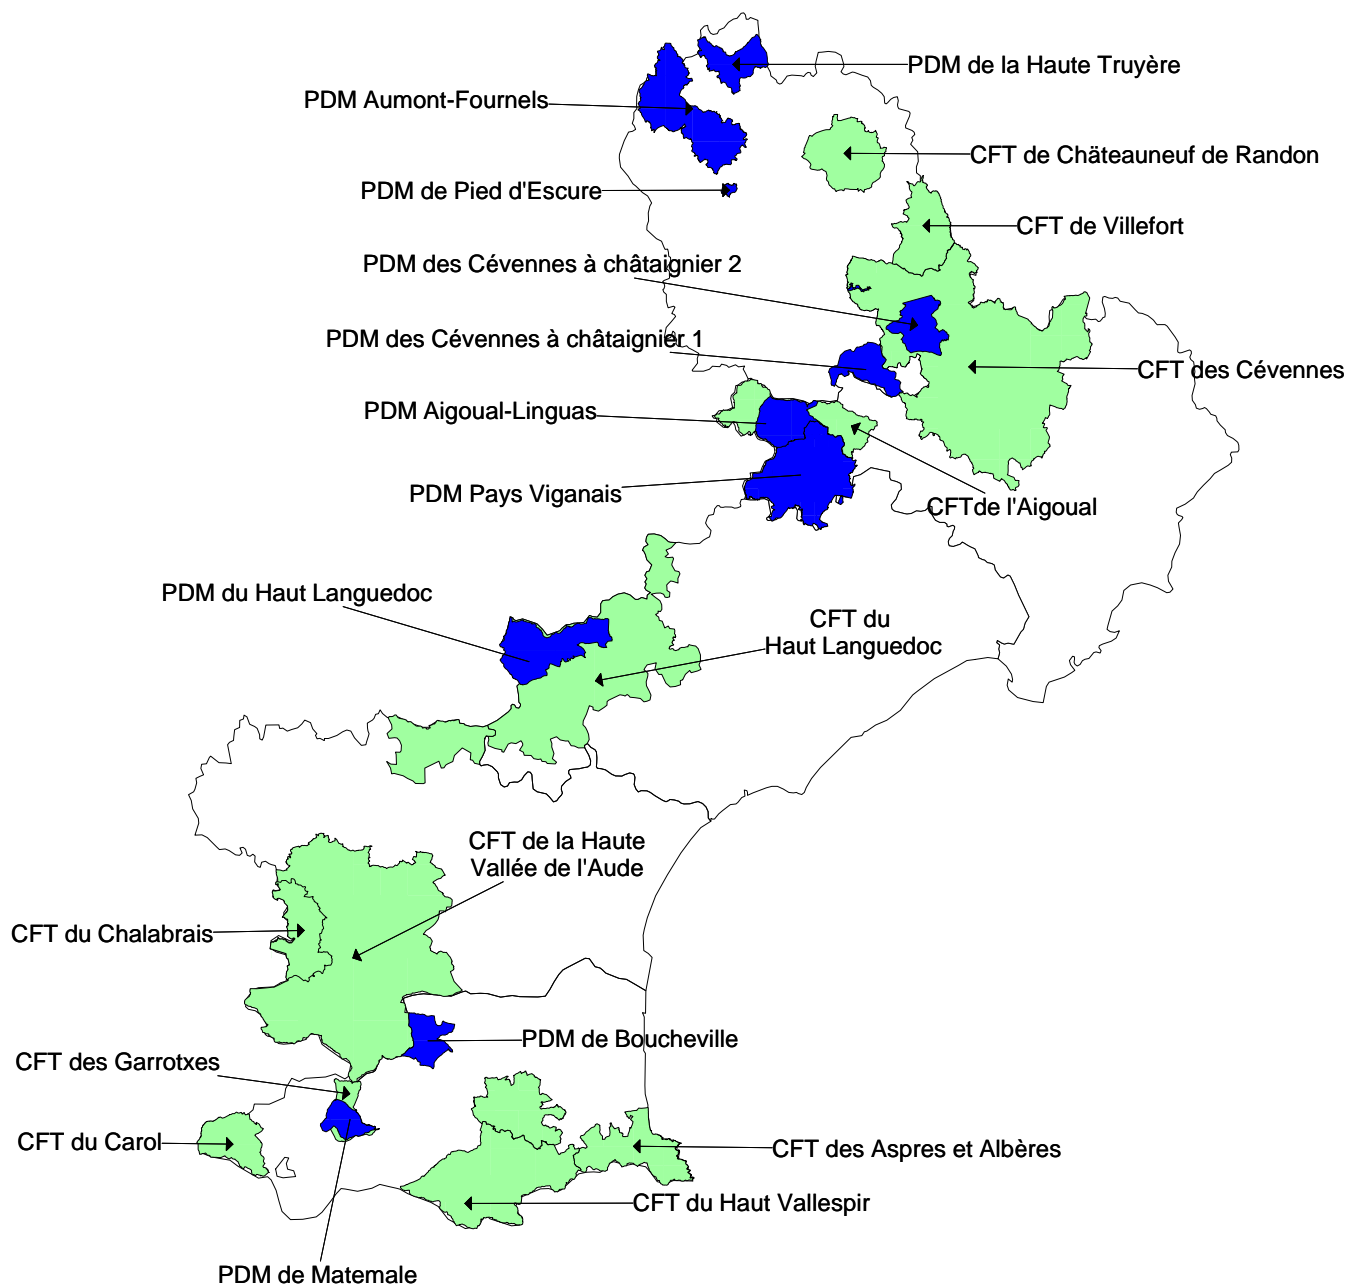 PDM de la Haute Truyère
PDM Aumont-Fournels
CFT de Chäteauneuf de Randon
PDM de Pied d'Escure
CFT de Villefort
PDM des Cévennes à châtaignier 2
PDM des Cévennes à châtaignier 1
CFT des Cévennes
PDM Aigoual-Linguas
PDM Pays Viganais
CFTde l'Aigoual
PDM du Haut Languedoc
CFT du
Haut Languedoc
CFT de la Haute
Vallée de l'Aude
CFT du Chalabrais
PDM de Boucheville
CFT des Garrotxes
CFT du Carol
CFT des Aspres et Albères
CFT du Haut Vallespir
PDM de Matemale